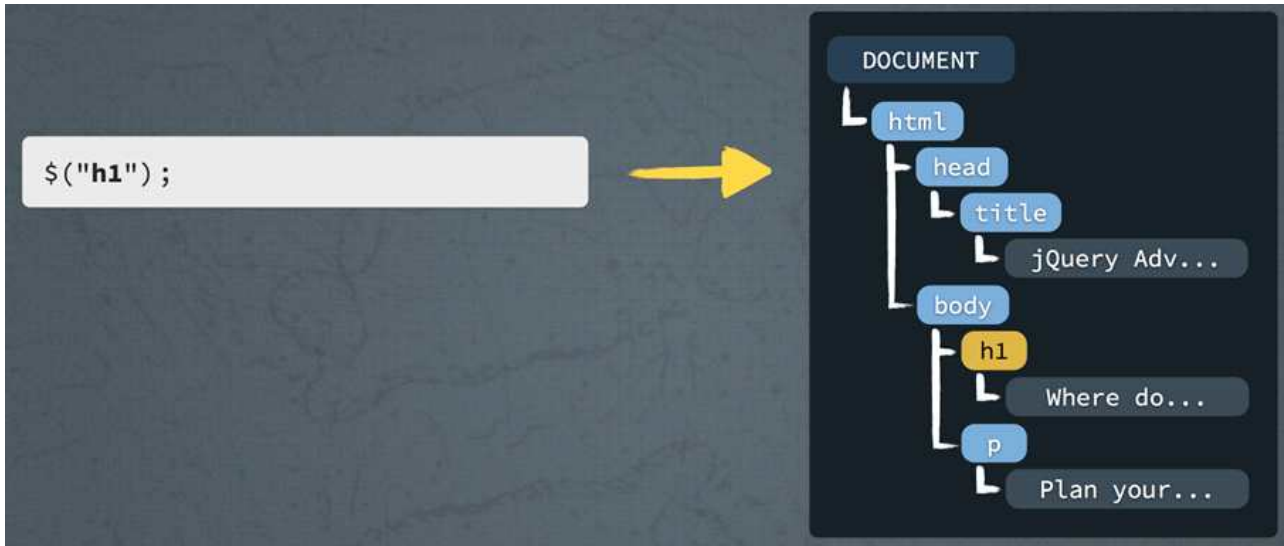 $("h1");
DOCUMENT
html
head
title
jQuery Adv...
body
h1
Where do...
p
Plan your...